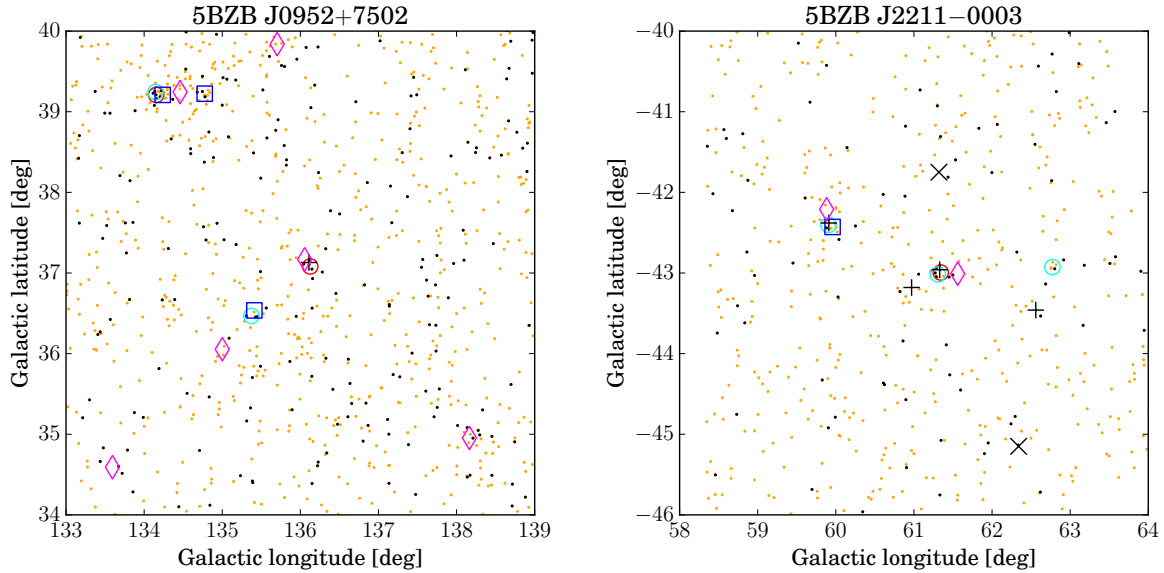 5BZB J0952+7502
40
39
38
37
36
35
34
133 134 135 136 137 138 139
Galactic longitude [deg]
Galactic latitude [deg]
5BZB J2211−0003
−40
−41
−42
−43
−44
−45
−46
58 59 60 61 62 63 64
Galactic longitude [deg]
Galactic latitude [deg]